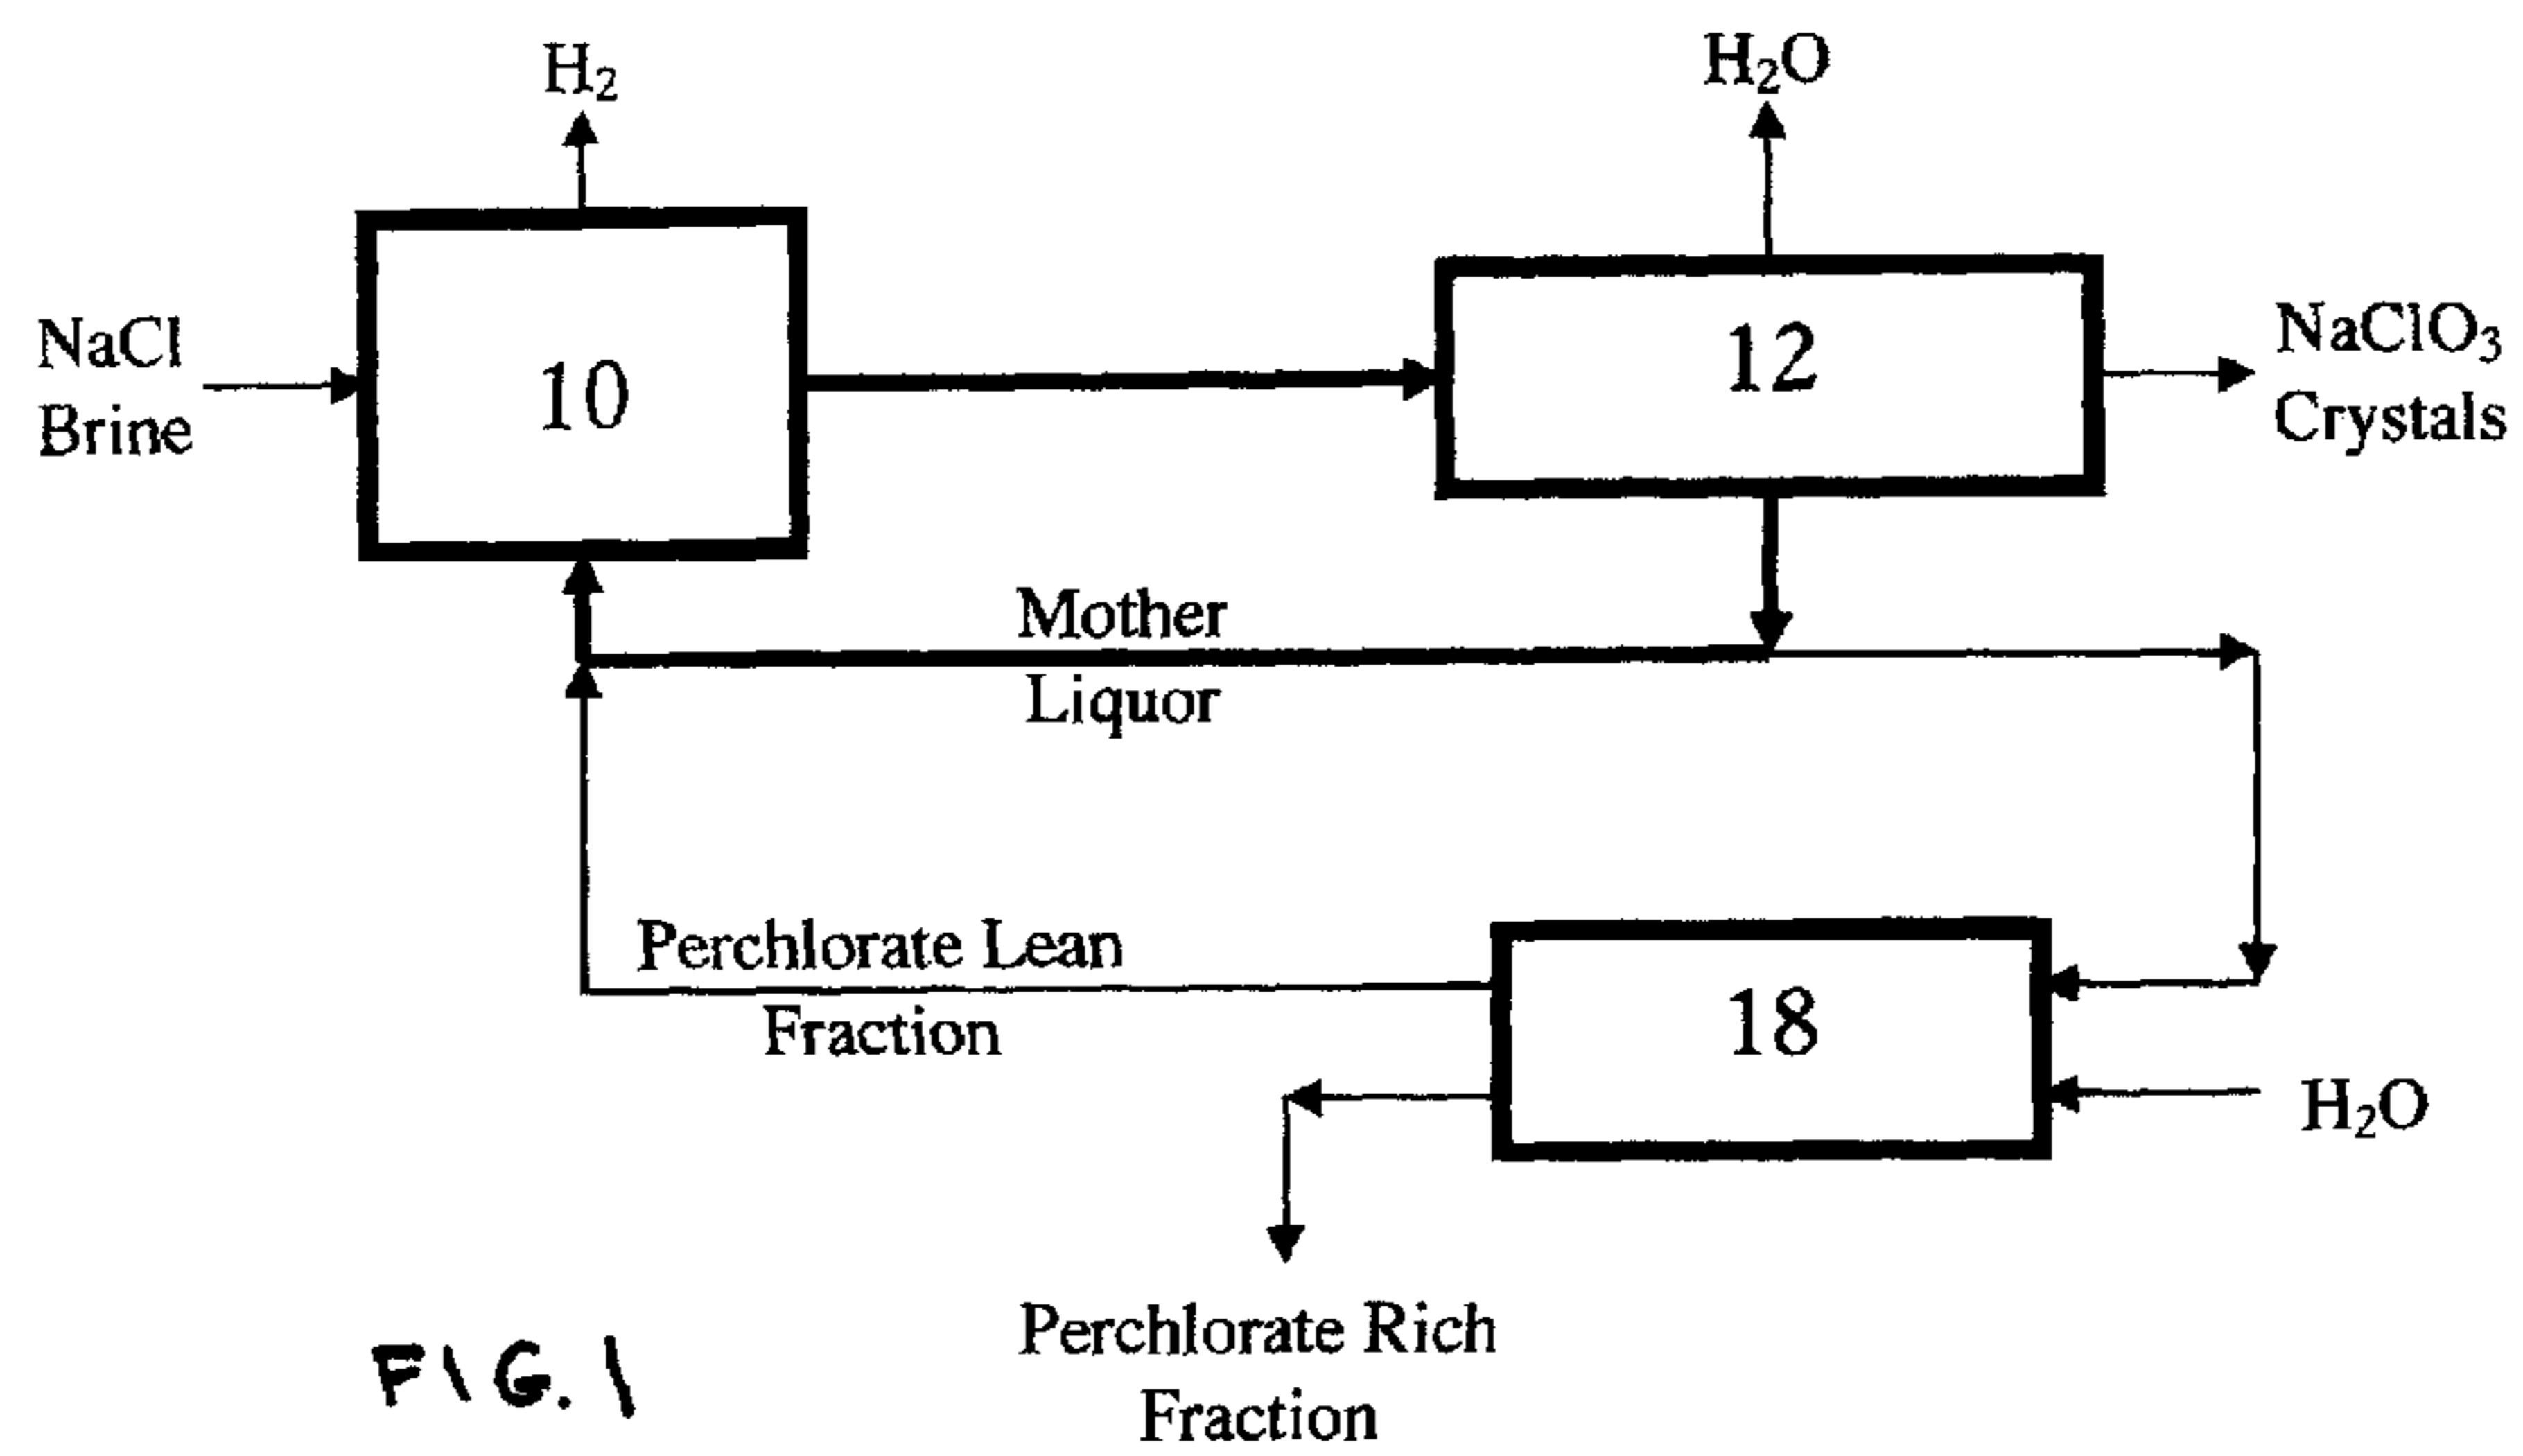 H₂
H₂O
NaCl
Brine
10
12
NaClO₃
Crystals
Mother
Liquor
Perchlorate Lean
Fraction
18
H₂O
Perchlorate Rich
Fraction
FIG. 1